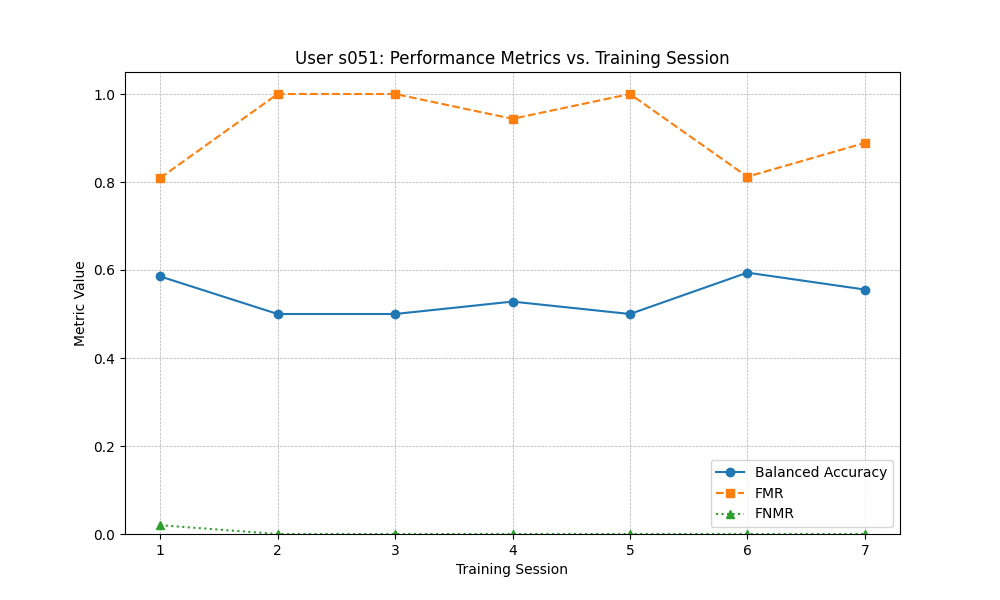 User s051: Performance Metrics vs. Training Session
Metric Value
1.0
0.8
0.6
0.4
0.2
0.0
Balanced Accuracy
FMR
FNMR
1 2 3 4 5 6 7
Training Session